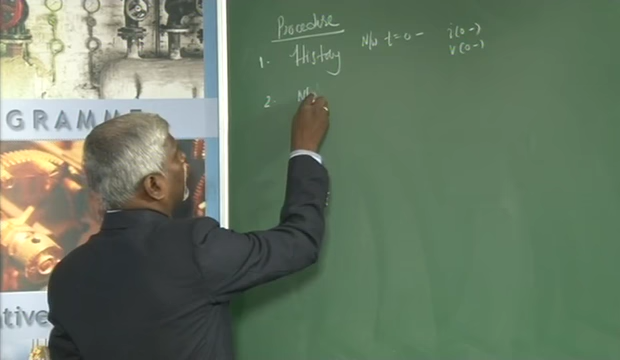 Procedure
1. History N/w t=0- i(0-)
v(0-)
2. N/w
GRAMME
tive